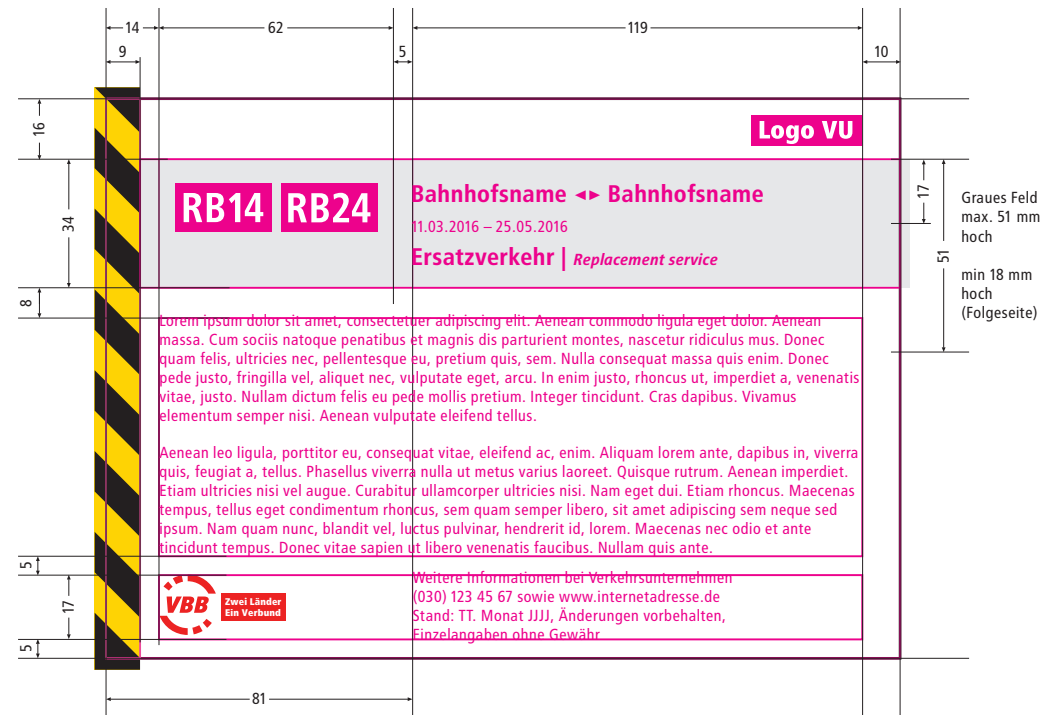 14
62
119
9
5
10
16
Logo VU
34
RB14 RB24
Bahnhofsname ◂▸ Bahnhofsname
11.03.2016 – 25.05.2016
Ersatzverkehr | Replacement service
17
51
Graues Feld
max. 51 mm
hoch
min 18 mm
hoch
(Folgeseite)
8
Lorem ipsum dolor sit amet, consectetuer adipiscing elit. Aenean commodo ligula eget dolor. Aenean
massa. Cum sociis natoque penatibus et magnis dis parturient montes, nascetur ridiculus mus. Donec
quam felis, ultricies nec, pellentesque eu, pretium quis, sem. Nulla consequat massa quis enim. Donec
pede justo, fringilla vel, aliquet nec, vulputate eget, arcu. In enim justo, rhoncus ut, imperdiet a, venenatis
vitae, justo. Nullam dictum felis eu pede mollis pretium. Integer tincidunt. Cras dapibus. Vivamus
elementum semper nisi. Aenean vulputate eleifend tellus.
Aenean leo ligula, porttitor eu, consequat vitae, eleifend ac, enim. Aliquam lorem ante, dapibus in, viverra
quis, feugiat a, tellus. Phasellus viverra nulla ut metus varius laoreet. Quisque rutrum. Aenean imperdiet.
Etiam ultricies nisi vel augue. Curabitur ullamcorper ultricies nisi. Nam eget dui. Etiam rhoncus. Maecenas
tempus, tellus eget condimentum rhoncus, sem quam semper libero, sit amet adipiscing sem neque sed
ipsum. Nam quam nunc, blandit vel, luctus pulvinar, hendrerit id, lorem. Maecenas nec odio et ante
tincidunt tempus. Donec vitae sapien ut libero venenatis faucibus. Nullam quis ante.
5
17
5
VBB
Zwei Länder
Ein Verbund
Weitere Informationen bei Verkehrsunternehmen
(030) 123 45 67 sowie www.internetadresse.de
Stand: TT. Monat JJJJ, Änderungen vorbehalten,
Einzelangaben ohne Gewähr
81